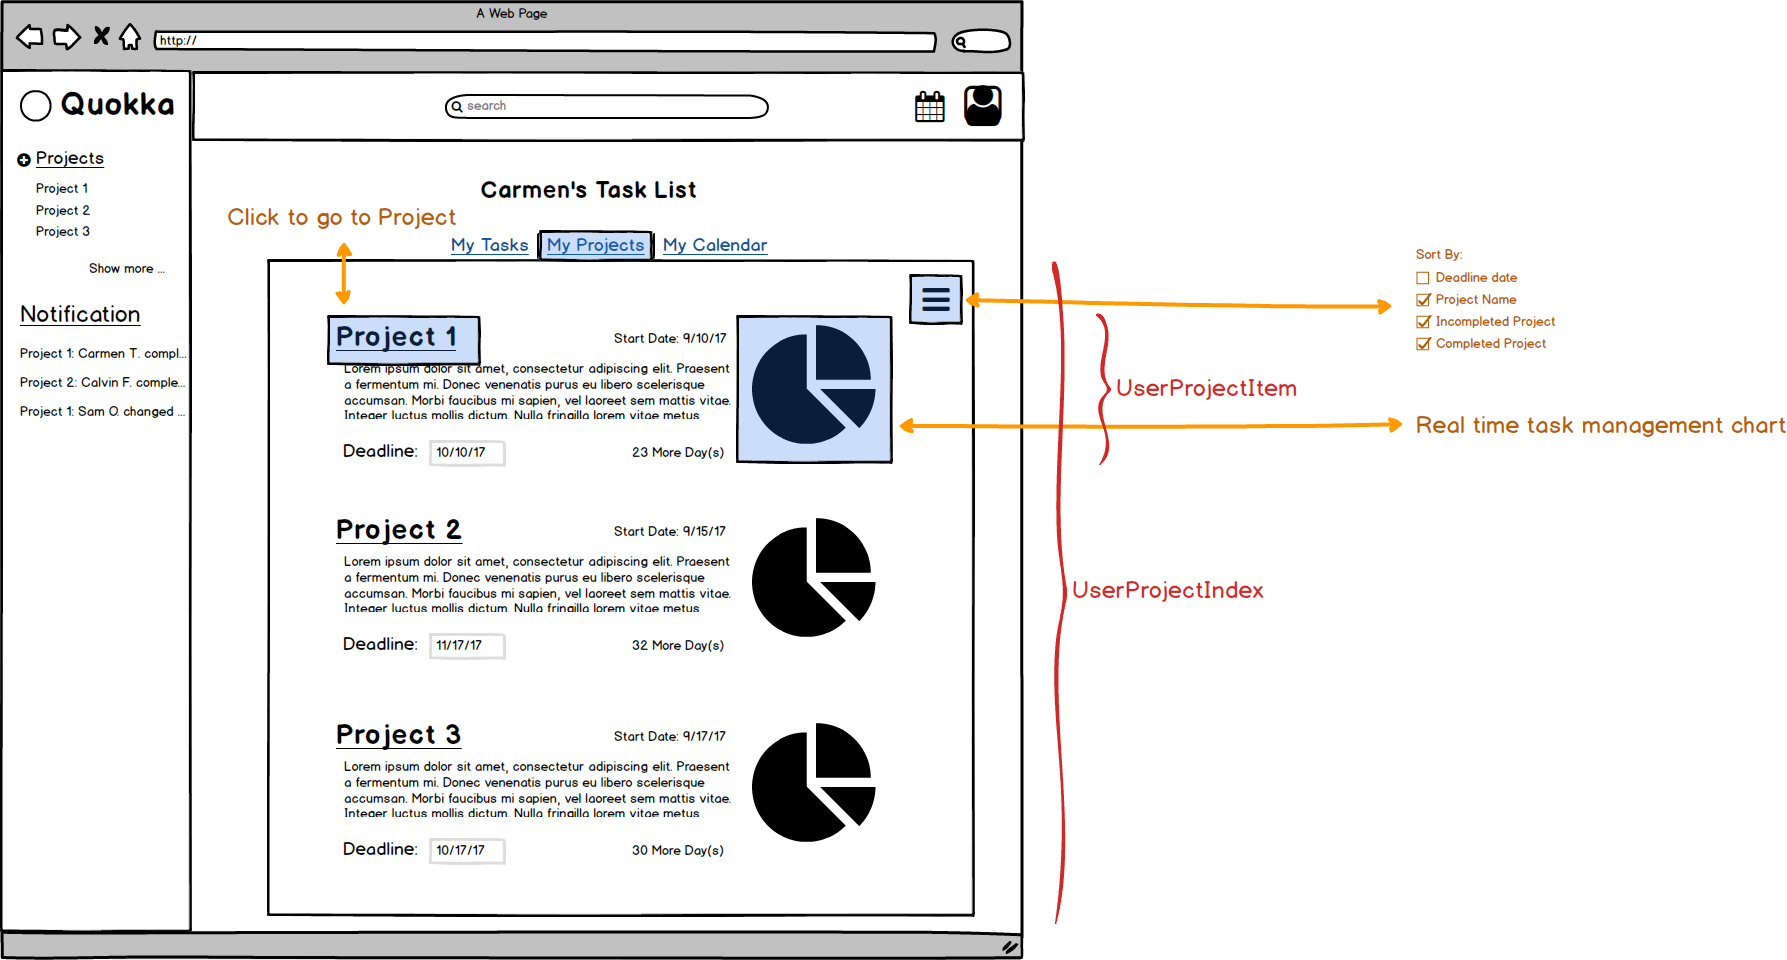 A Web Page
http://
Quokka
search
Projects
Project 1
Project 2
Project 3
Show more ...
Notification
Project 1: Carmen T. compl...
Project 2: Calvin F. comple...
Project 1: Sam O. changed ...
Carmen's Task List
Click to go to Project
My Tasks
My Projects
My Calendar
Project 1
Start Date: 9/10/17
Lorem ipsum dolor sit amet, consectetur adipiscing elit. Praesent
a fermentum mi. Donec venenatis purus eu libero scelerisque
accumsan. Morbi faucibus mi sapien, vel laoreet sem mattis vitae.
Integer luctus mollis dictum. Nulla fringilla lorem vitae metus
Deadline: 10/10/17
23 More Day(s)
Project 2
Start Date: 9/15/17
Lorem ipsum dolor sit amet, consectetur adipiscing elit. Praesent
a fermentum mi. Donec venenatis purus eu libero scelerisque
accumsan. Morbi faucibus mi sapien, vel laoreet sem mattis vitae.
Integer luctus mollis dictum. Nulla fringilla lorem vitae metus
Deadline: 11/17/17
32 More Day(s)
Project 3
Start Date: 9/17/17
Lorem ipsum dolor sit amet, consectetur adipiscing elit. Praesent
a fermentum mi. Donec venenatis purus eu libero scelerisque
accumsan. Morbi faucibus mi sapien, vel laoreet sem mattis vitae.
Integer luctus mollis dictum. Nulla fringilla lorem vitae metus
Deadline: 10/17/17
30 More Day(s)
Sort By:
Deadline date
Project Name
Incompleted Project
Completed Project
UserProjectItem
Real time task management chart
UserProjectIndex